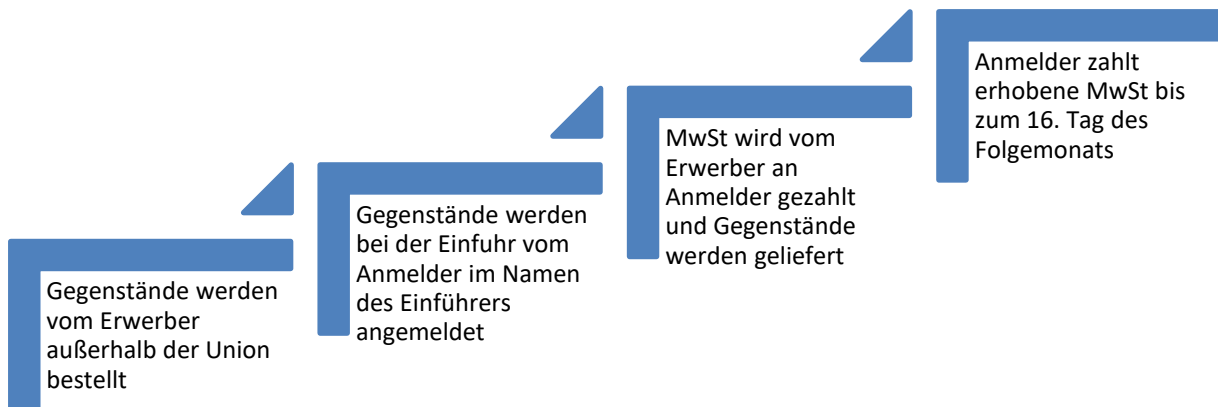 Gegenstände werden
vom Erwerber
außerhalb der Union
bestellt
Gegenstände werden
bei der Einfuhr vom
Anmelder im Namen
des Einführers
angemeldet
MwSt wird vom
Erwerber an
Anmelder gezahlt
und Gegenstände
werden geliefert
Anmelder zahlt
erhobene MwSt bis
zum 16. Tag des
Folgemonats